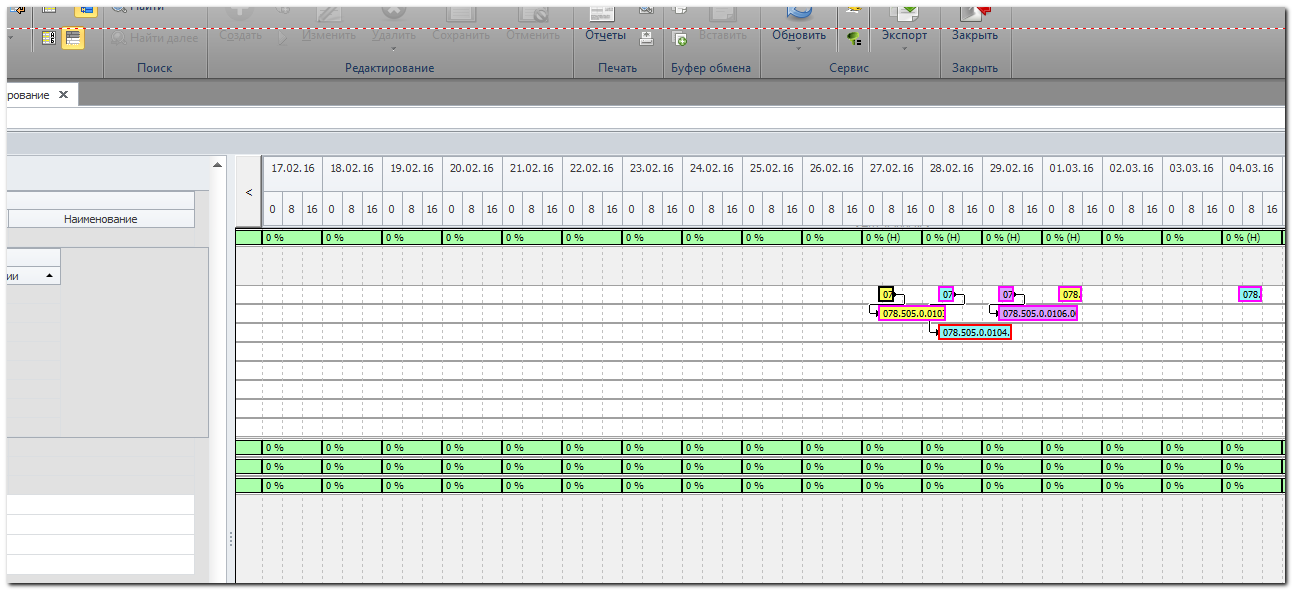 Найти
Найти далее Создать Изменить Удалить Сохранить Отменить Отчеты Вставить Обновить Экспорт Закрыть
Поиск Редактирование Печать Буфер обмена Сервис Закрыть
рование
<
17.02.16 18.02.16 19.02.16 20.02.16 21.02.16 22.02.16 23.02.16 24.02.16 25.02.16 26.02.16 27.02.16 28.02.16 29.02.16 01.03.16 02.03.16 03.03.16 04.03.16
Наименование
0 8 16 0 8 16 0 8 16 0 8 16 0 8 16 0 8 16 0 8 16 0 8 16 0 8 16 0 8 16 0 8 16 0 8 16 0 8 16 0 8 16 0 8 16 0 8 16 0 8 16
0 % 0 % 0 % 0 % 0 % 0 % 0 % 0 % 0 % 0 % 0 % (Н) 0 % (Н) 0 % (Н) 0 % (Н) 0 % 0 % 0 % (Н)
ии
07 07 07 078. 078.
078.505.0.010 078.505.0.0106.0
078.505.0.0104.
0 % 0 % 0 % 0 % 0 % 0 % 0 % 0 % 0 % 0 % 0 % 0 % 0 % 0 % 0 % 0 % 0 %
0 % 0 % 0 % 0 % 0 % 0 % 0 % 0 % 0 % 0 % 0 % 0 % 0 % 0 % 0 % 0 % 0 %
0 % 0 % 0 % 0 % 0 % 0 % 0 % 0 % 0 % 0 % 0 % 0 % 0 % 0 % 0 % 0 % 0 %